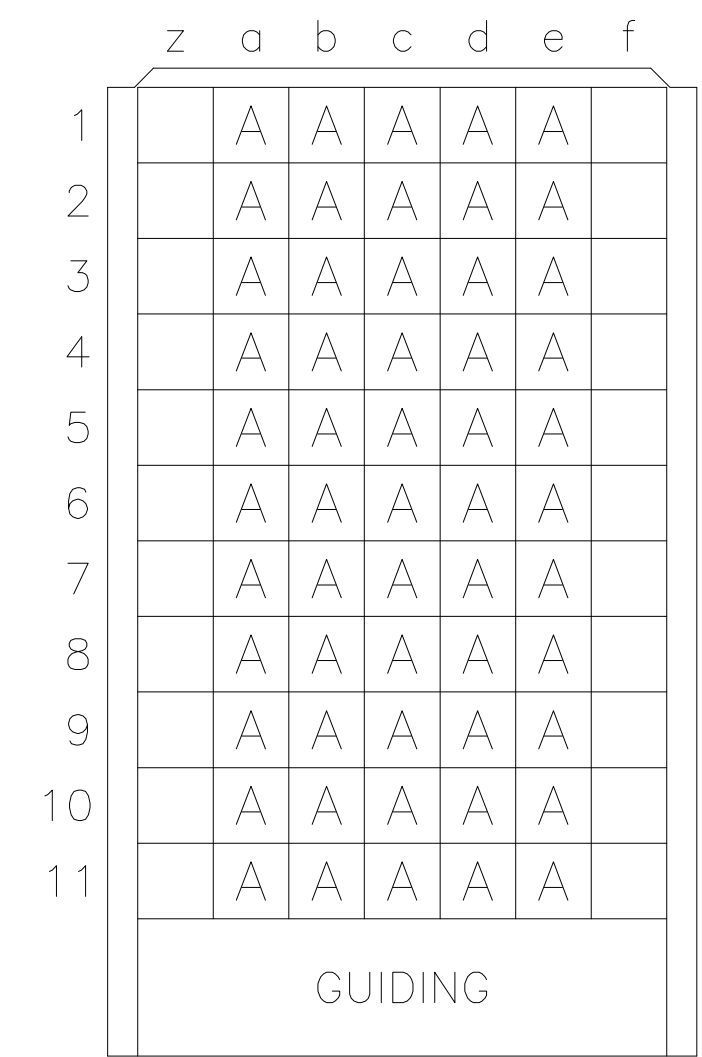 z a b c d e f
1 A A A A A
2 A A A A A
3 A A A A A
4 A A A A A
5 A A A A A
6 A A A A A
7 A A A A A
8 A A A A A
9 A A A A A
10 A A A A A
11 A A A A A
GUIDING